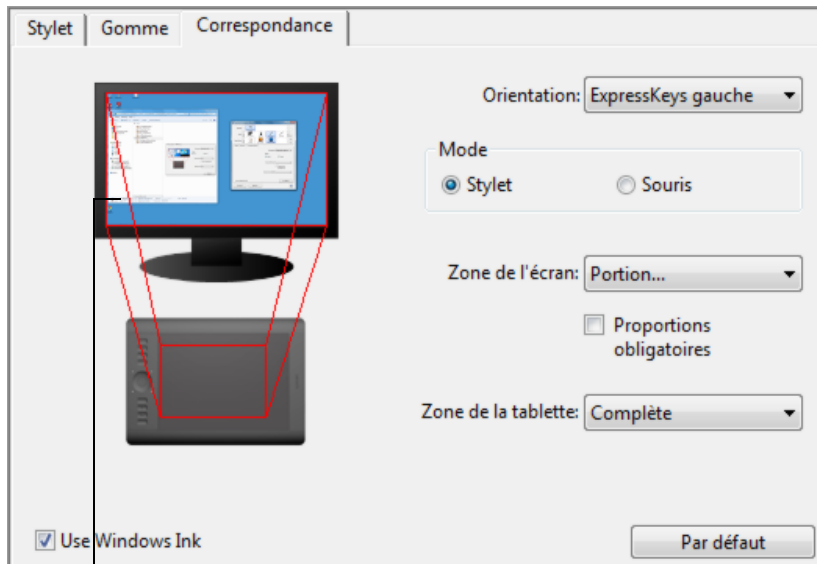 Stylet Gomme Correspondance
Orientation: ExpressKeys gauche
Mode
Stylet Souris
Zone de l'écran: Portion...
Proportions
obligatoires
Zone de la tablette: Complète
Use Windows Ink Par défaut